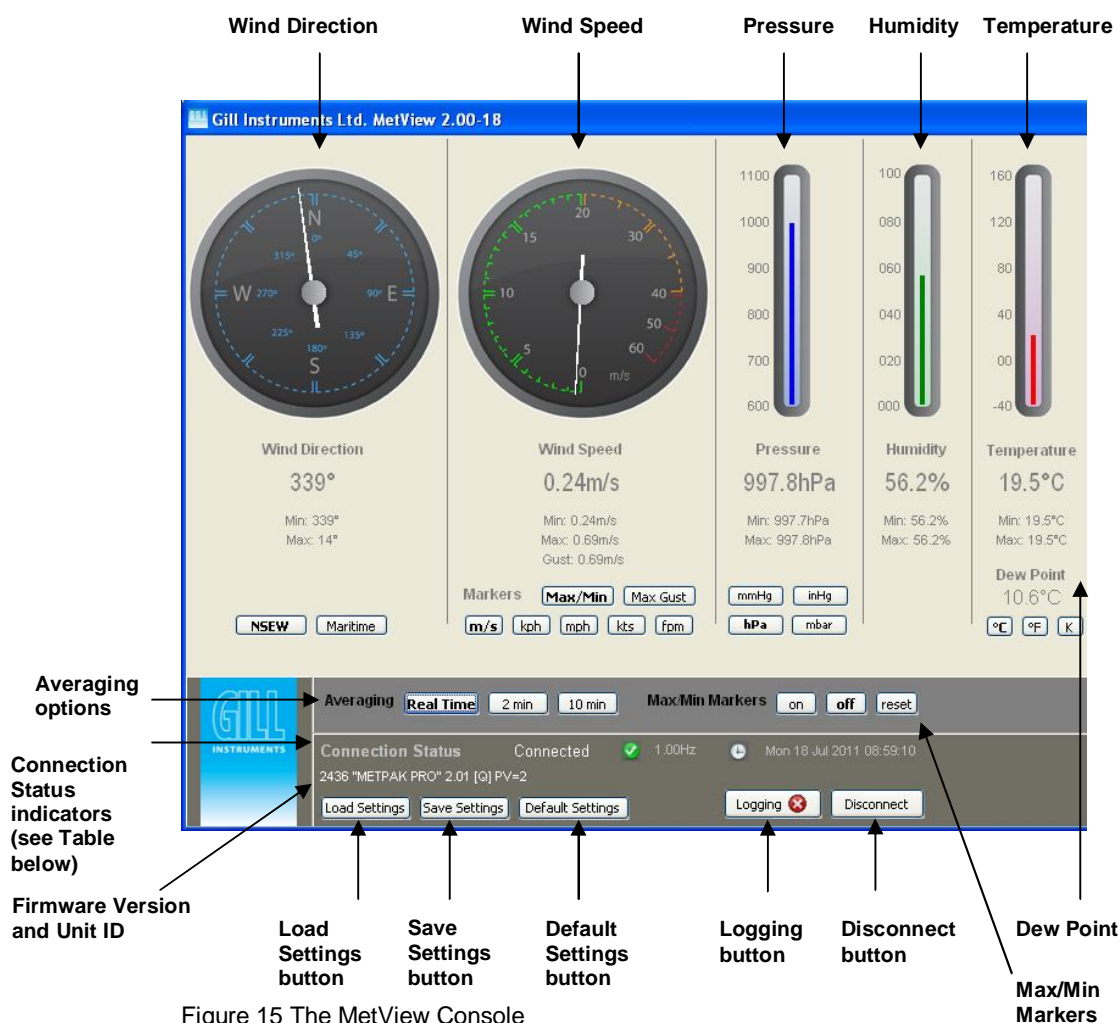 Wind Direction
Wind Speed
Pressure
Humidity
Temperature
GILL
Gill Instruments Ltd. MetView 2.00-18
N
0°
45°
90° E
135°
180°
S
225°
W 270°
315°
0
5
10
15
20
30
40
50
60
m/s
1100
1000
900
800
700
600
100
080
060
040
020
000
160
120
80
40
00
-40
Wind Direction
339°
Min: 339°
Max: 14°
NSEW
Maritime
Wind Speed
0.24m/s
Min: 0.24m/s
Max: 0.69m/s
Gust: 0.69m/s
Markers
Max/Min
Max Gust
m/s
kph
mph
kts
fpm
Pressure
997.8hPa
Min: 997.7hPa
Max: 997.8hPa
mmHg
inHg
hPa
mbar
Humidity
56.2%
Min: 56.2%
Max: 56.2%
Temperature
19.5°C
Min: 19.5°C
Max: 19.5°C
Dew Point
10.6°C
°C
°F
K
Averaging
options
GILL
INSTRUMENTS
Averaging
Real Time
2 min
10 min
Max/Min Markers
on
off
reset
Connection Status
Connected
1.00Hz
Mon 18 Jul 2011 08:59:10
2436 "METPAK PRO" 2.01 [Q] PV=2
Load Settings
Save Settings
Default Settings
Logging
Disconnect
Connection
Status
indicators
(see Table
below)
Firmware Version
and Unit ID
Load
Settings
button
Save
Settings
button
Default
Settings
button
Logging
button
Disconnect
button
Dew Point
Max/Min
Markers
Figure 15 The MetView Console